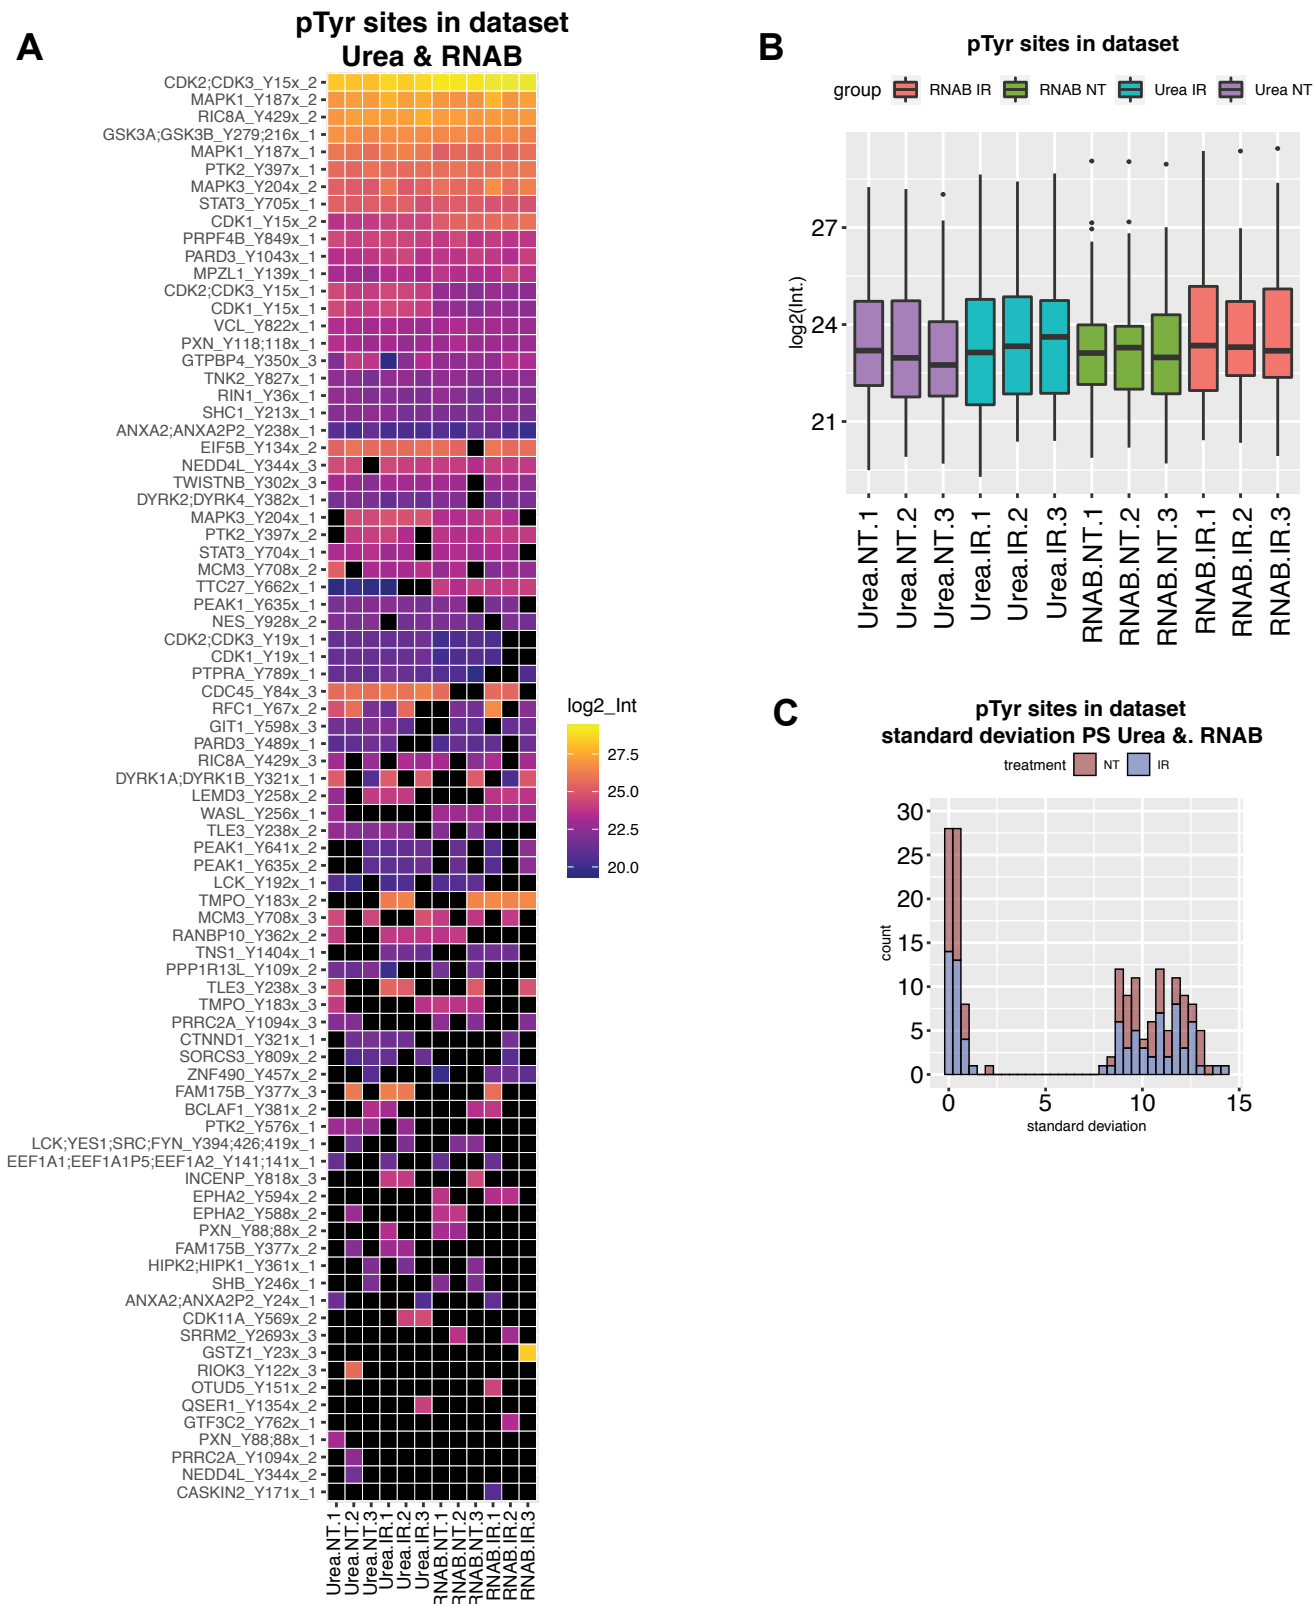 A
pTyr sites in dataset
Urea & RNAB
CDK2;CDK3_Y15x_2
MAPK1_Y187x_2
RIC8A_Y429x_2
GSK3A;GSK3B_Y279;216x_1
MAPK1_Y187x_1
PTK2_Y397x_1
MAPK3_Y204x_2
STAT3_Y705x_1
CDK1_Y15x_2
PRPF4B_Y849x_1
PARD3_Y1043x_1
MPZL1_Y139x_1
CDK2;CDK3_Y15x_1
CDK1_Y15x_1
VCL_Y822x_1
PXN_Y118;118x_1
GTPBP4_Y350x_3
TNK2_Y827x_1
RIN1_Y36x_1
SHC1_Y213x_1
ANXA2;ANXA2P2_Y238x_1
EIF5B_Y134x_2
NEDD4L_Y344x_3
TWISTNB_Y302x_3
DYRK2;DYRK4_Y382x_1
MAPK3_Y204x_1
PTK2_Y397x_2
STAT3_Y704x_1
MCM3_Y708x_2
TTC27_Y662x_1
PEAK1_Y635x_1
NES_Y928x_2
CDK2;CDK3_Y19x_1
CDK1_Y19x_1
PTPRA_Y789x_1
CDC45_Y84x_3
RFC1_Y67x_2
GIT1_Y598x_3
PARD3_Y489x_1
RIC8A_Y429x_3
DYRK1A;DYRK1B_Y321x_1
LEMD3_Y258x_2
WASL_Y256x_1
TLE3_Y238x_2
PEAK1_Y641x_2
PEAK1_Y635x_2
LCK_Y192x_1
TMPO_Y183x_2
MCM3_Y708x_3
RANBP10_Y362x_2
TNS1_Y1404x_1
PPP1R13L_Y109x_2
TLE3_Y238x_3
TMPO_Y183x_3
PRRC2A_Y1094x_3
CTNND1_Y321x_1
SORCS3_Y809x_2
ZNF490_Y457x_2
FAM175B_Y377x_3
BCLAF1_Y381x_2
PTK2_Y576x_1
LCK;YES1;SRC;FYN_Y394;426;419x_1
EEF1A1;EEF1A1P5;EEF1A2_Y141;141x_1
INCENP_Y818x_3
EPHA2_Y594x_2
EPHA2_Y588x_2
PXN_Y88;88x_2
FAM175B_Y377x_2
HIPK2;HIPK1_Y361x_1
SHB_Y246x_1
ANXA2;ANXA2P2_Y24x_1
CDK11A_Y569x_2
SRRM2_Y2693x_3
GSTZ1_Y23x_3
RIOK3_Y122x_3
OTUD5_Y151x_2
QSER1_Y1354x_2
GTF3C2_Y762x_1
PXN_Y88;88x_1
PRRC2A_Y1094x_2
NEDD4L_Y344x_2
CASKIN2_Y171x_1
Urea.NT.1
Urea.NT.2
Urea.NT.3
Urea.IR.1
Urea.IR.2
Urea.IR.3
RNAB.NT.1
RNAB.NT.2
RNAB.NT.3
RNAB.IR.1
RNAB.IR.2
RNAB.IR.3
log2_Int
27.5
25.0
22.5
20.0
B
pTyr sites in dataset
group RNAB IR RNAB NT Urea IR Urea NT
log2(Int.)
27
24
21
Urea.NT.1
Urea.NT.2
Urea.NT.3
Urea.IR.1
Urea.IR.2
Urea.IR.3
RNAB.NT.1
RNAB.NT.2
RNAB.NT.3
RNAB.IR.1
RNAB.IR.2
RNAB.IR.3
C
pTyr sites in dataset
standard deviation PS Urea &. RNAB
treatment NT IR
count
30
25
20
15
10
5
0
0 5 10 15
standard deviation